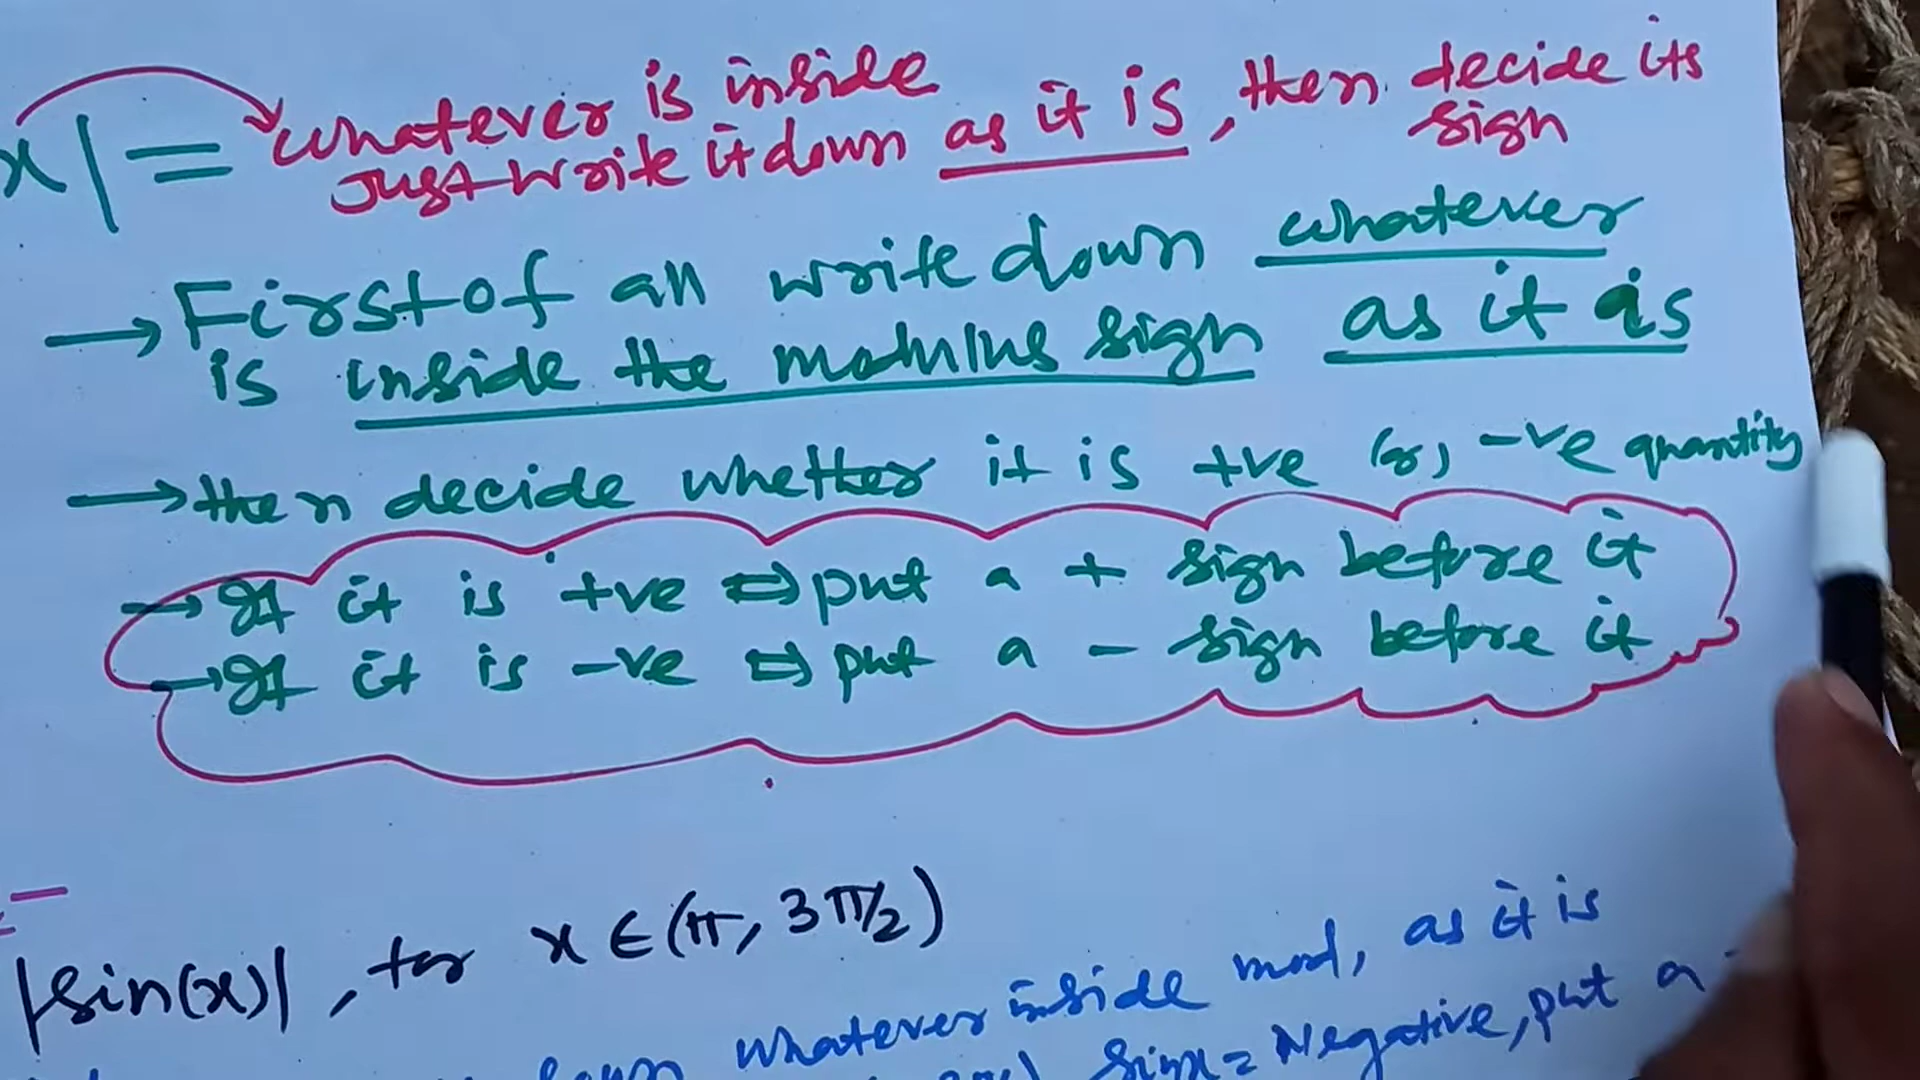 x| = whatever is inside
just write it down as it is, then decide its sign
→ First of all write down whatever
is inside the modulus sign as it is
→ then decide whether it is +ve (or) -ve quantity
→ If it is +ve ⇒ put a + sign before it
→ If it is -ve ⇒ put a - sign before it
|sin(x)|, for x ∈ (π, 3π/2)
whatever inside mod, as it is
sinx = Negative, put a